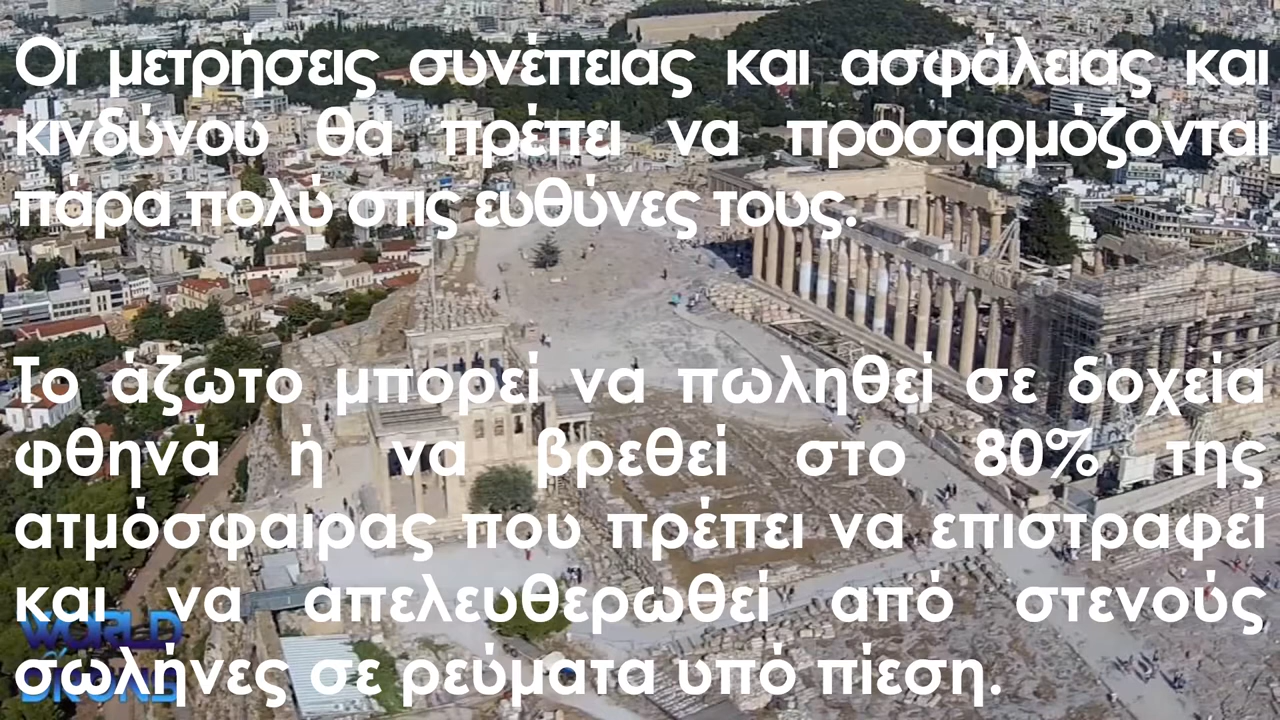 Οι μετρήσεις συνέπειας και ασφάλειας και
κινδύνου θα πρέπει να προσαρμόζονται
πάρα πολύ στις ευθύνες τους.
Το άζωτο μπορεί να πωληθεί σε δοχεία
φθηνά ή να βρεθεί στο 80% της
ατμόσφαιρας που πρέπει να επιστραφεί
και να απελευθερωθεί από στενούς
σωλήνες σε ρεύματα υπό πίεση.
WORLD